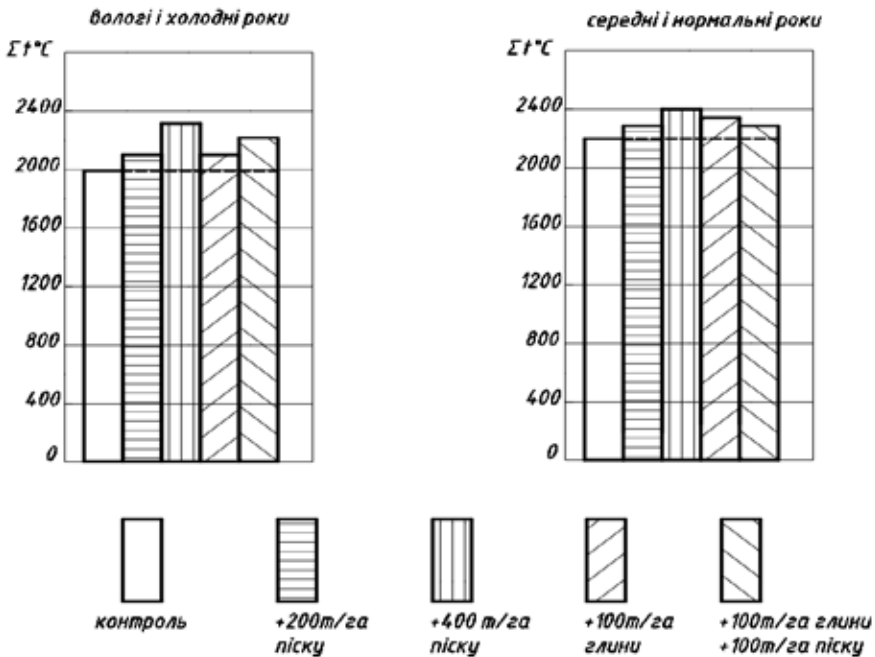 вологі і холодні роки
Σt°C
2400
2000
1600
1200
800
400
0
середні і нормальні роки
Σt°C
2400
2000
1600
1200
800
400
0
контроль
+200т/га
піску
+400 т/га
піску
+100т/га
глини
+100т/га глини
+100т/га піску